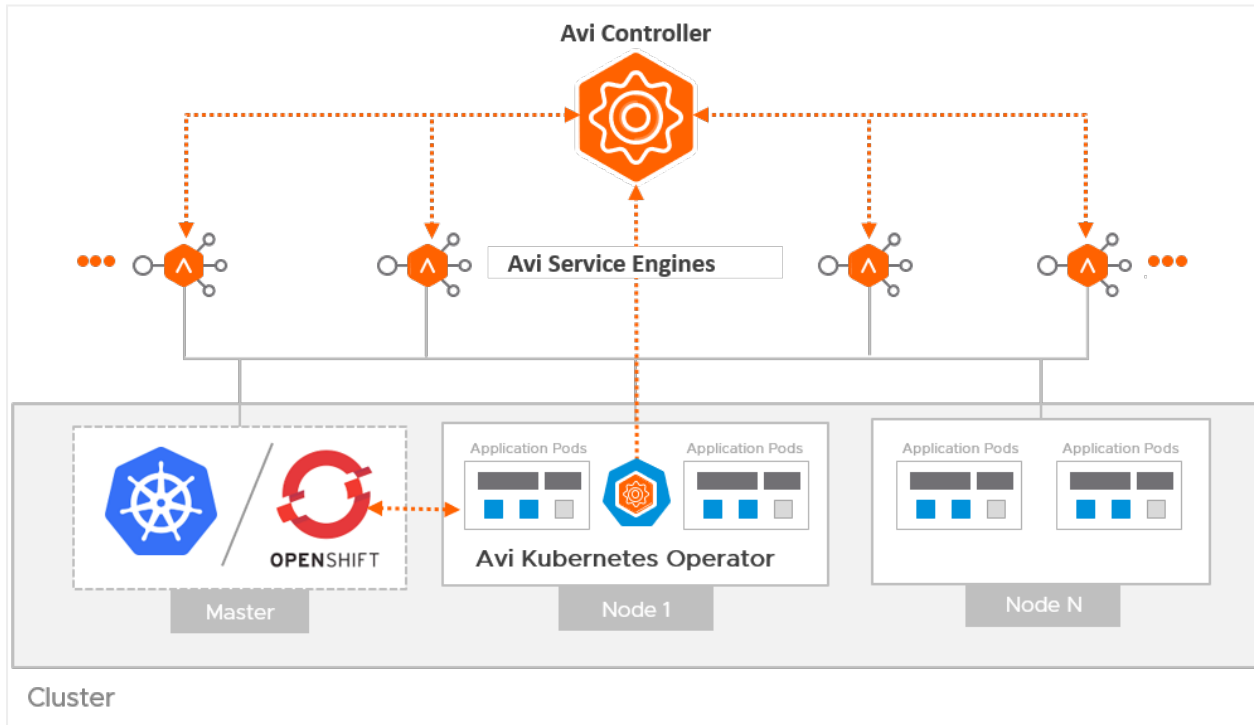 Avi Controller
Avi Service Engines
Application Pods
Application Pods
Application Pods
Application Pods
OPENSHIFT
Avi Kubernetes Operator
Master
Node 1
Node N
Cluster